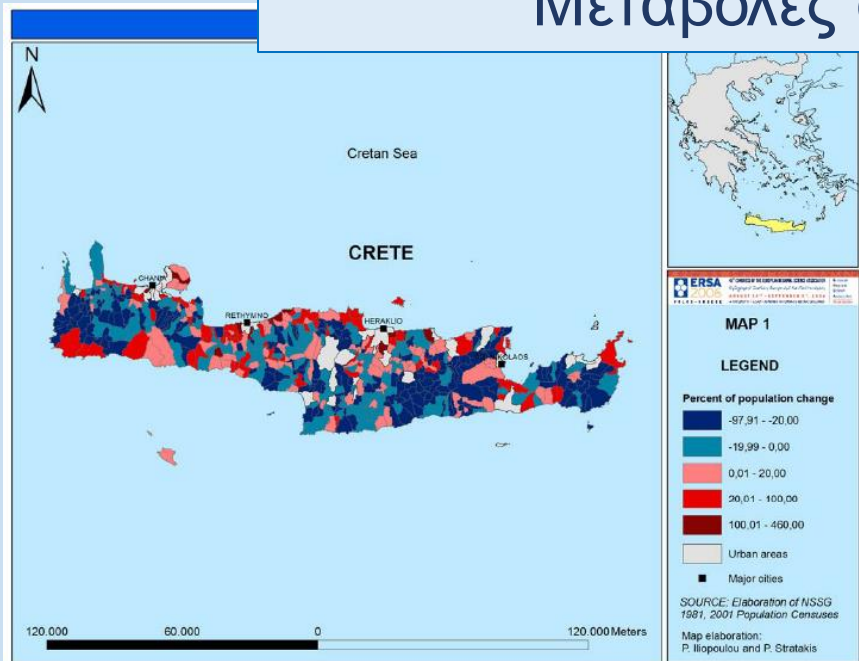 Μεταβολές
N
Cretan Sea
CRETE
CHANIA
RETHYMNO
HERAKLIO
KOLAOS
ERSA
2006
MAP 1
LEGEND
Percent of population change
-97,91 - -20,00
-19,99 - 0,00
0,01 - 20,00
20,01 - 100,00
100,01 - 460,00
Urban areas
Major cities
SOURCE: Elaboration of NSSG
1981, 2001 Population Censuses
Map elaboration:
P. Iliopoulou and P. Stratakis
120.000 60.000 0 120.000 Meters